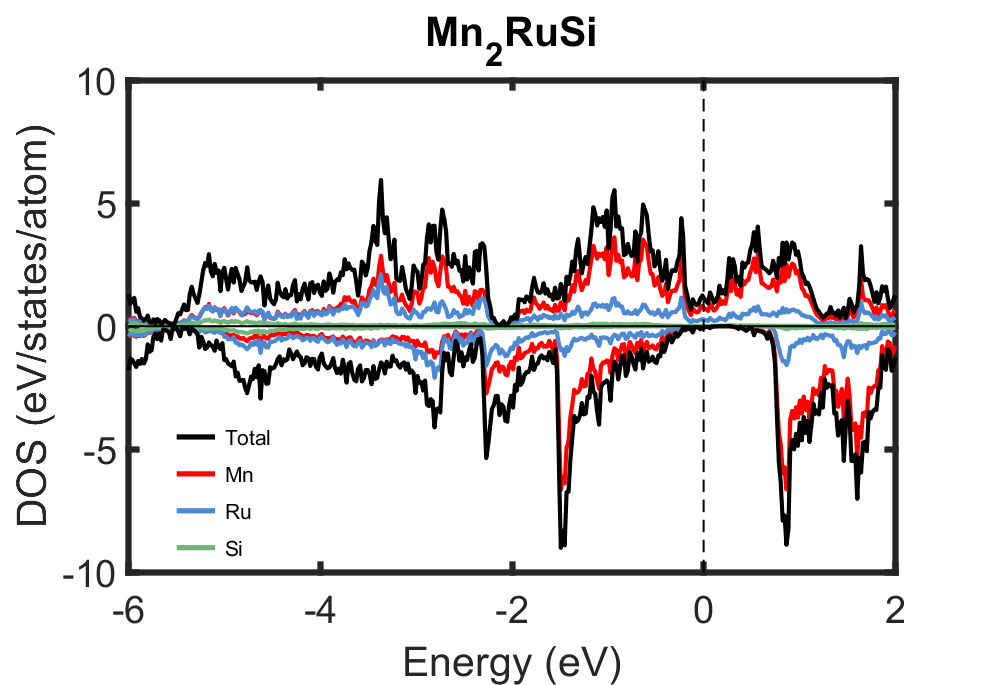 Mn2RuSi
10
5
0
-5
-10
DOS (eV/states/atom)
Total
Mn
Ru
Si
-6 -4 -2 0 2
Energy (eV)